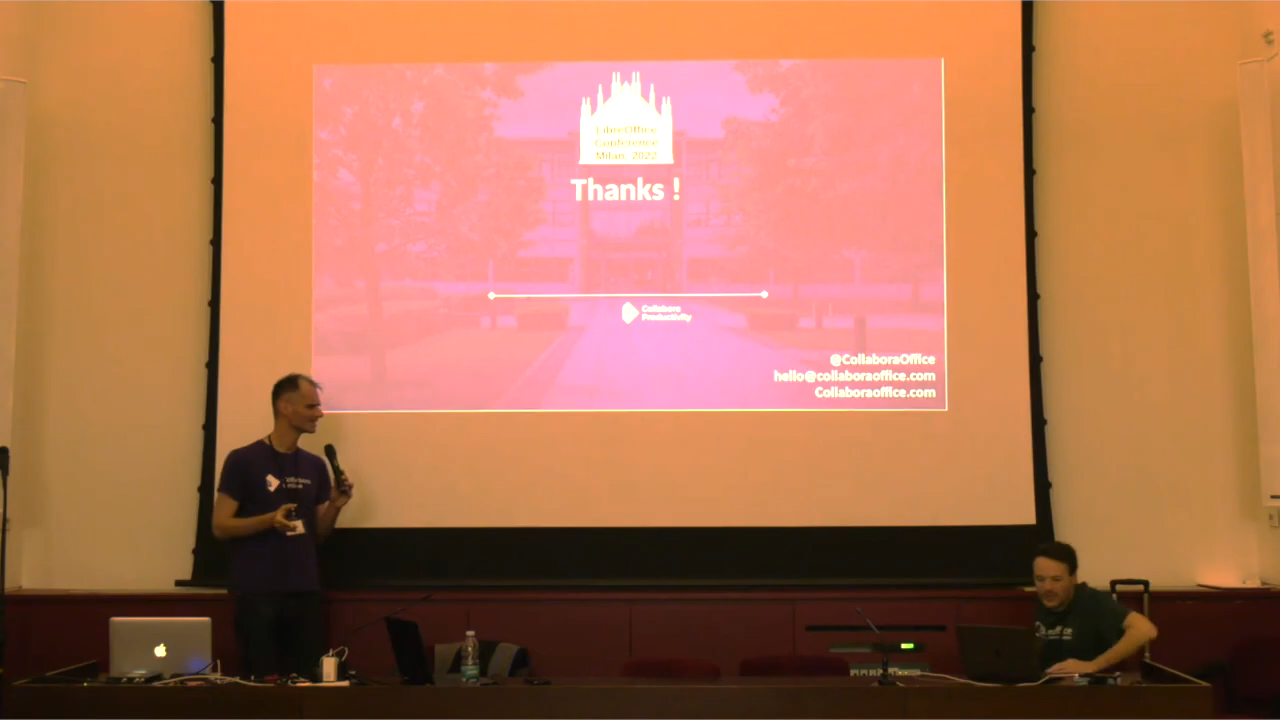 LibreOffice
Conference
Milan 2022
Thanks !
Collabora
Productivity
@CollaboraOffice
hello@collaboraoffice.com
Collaboraoffice.com